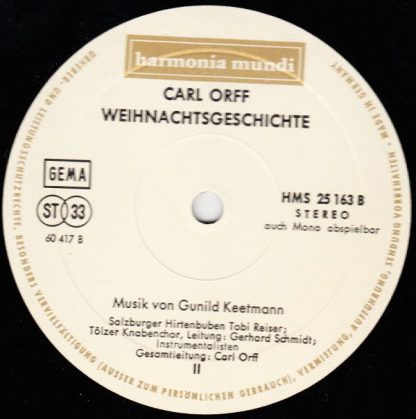 harmonia mundi
CARL ORFF
WEIHNACHTSGESCHICHTE
GEMA
ST 33
60 417 B
HMS 25 163 B
STEREO
auch Mono abspielbar
Musik von Gunild Keetmann
Salzburger Hirtenbuben Tobi Reiser;
Tölzer Knabenchor, Leitung: Gerhard Schmidt;
Instrumentalisten
Gesamtleitung: Carl Orff
II
URHEBER- UND LEISTUNGSSCHUTZRECHTE, BESONDERS VERVIELFÄLTIGUNG (AUSSER ZUM PERSÖNLICHEN GEBRAUCH), VERMIETUNG, AUFFÜHRUNG, SENDUNG VORBEHALTEN • MADE IN GERMANY